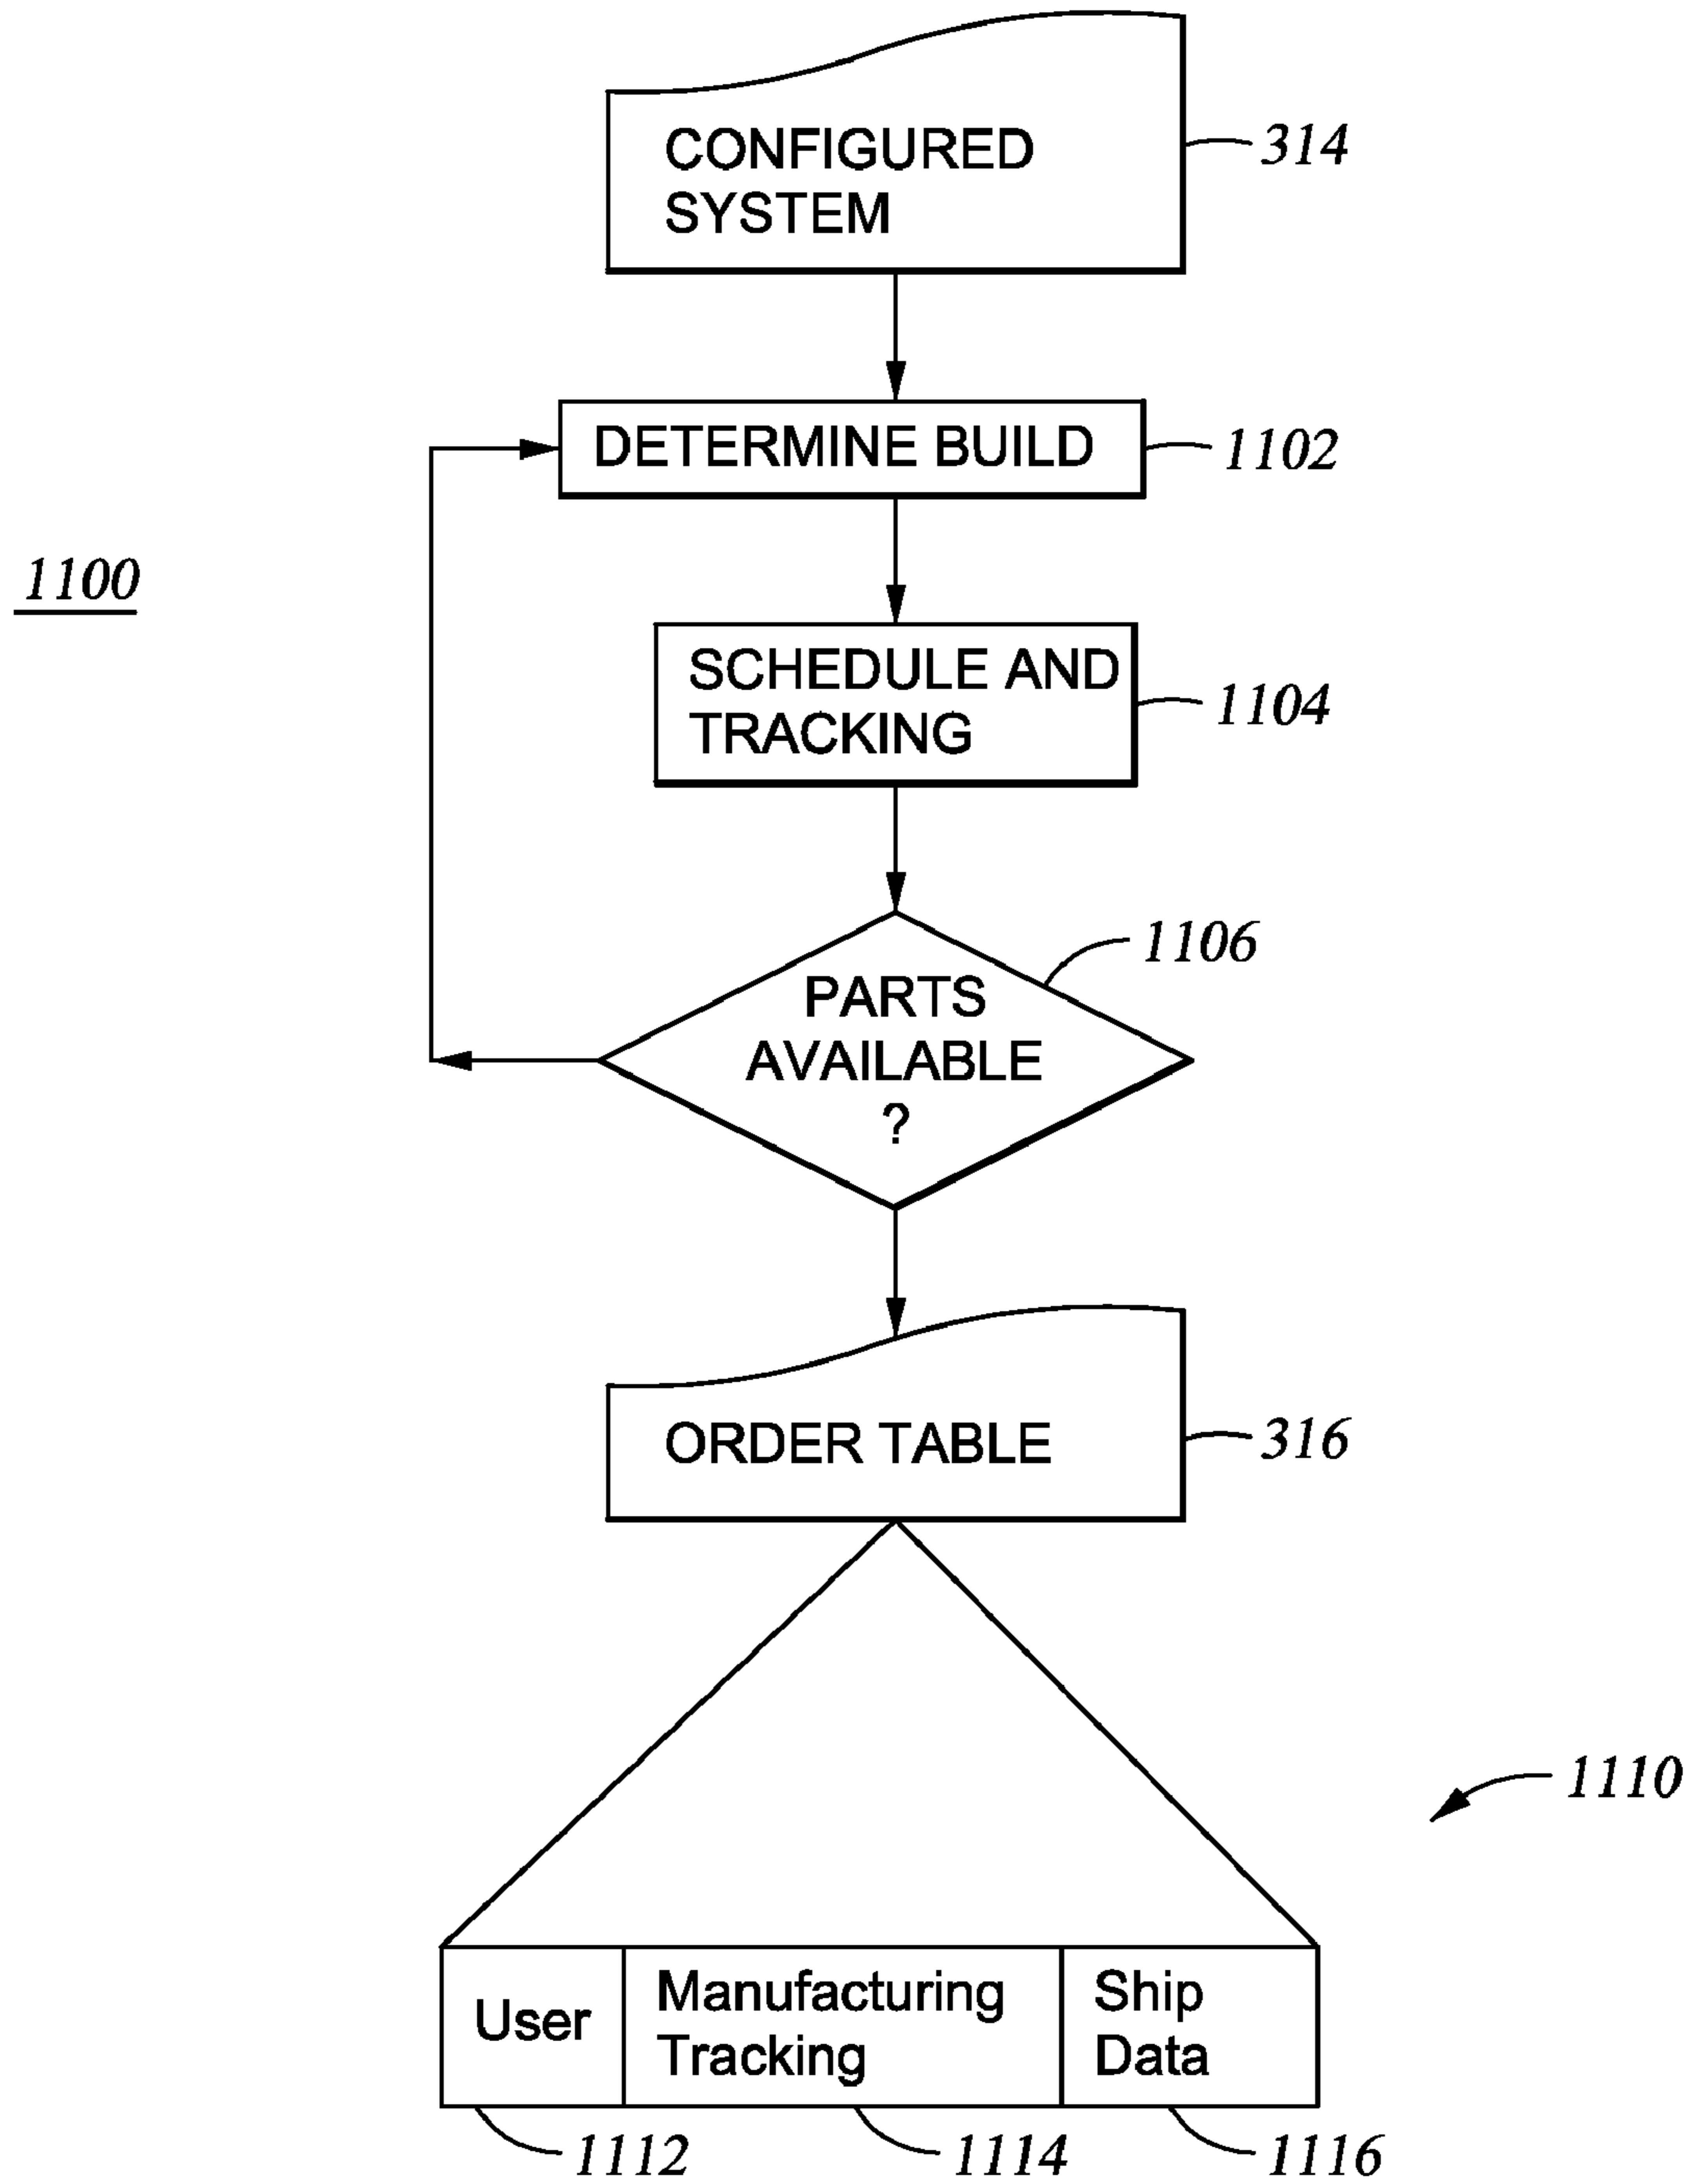 CONFIGURED
SYSTEM
314
DETERMINE BUILD
1102
1100
SCHEDULE AND
TRACKING
1104
1106
PARTS
AVAILABLE
?
ORDER TABLE
316
1110
User
Manufacturing
Tracking
Ship
Data
1112
1114
1116